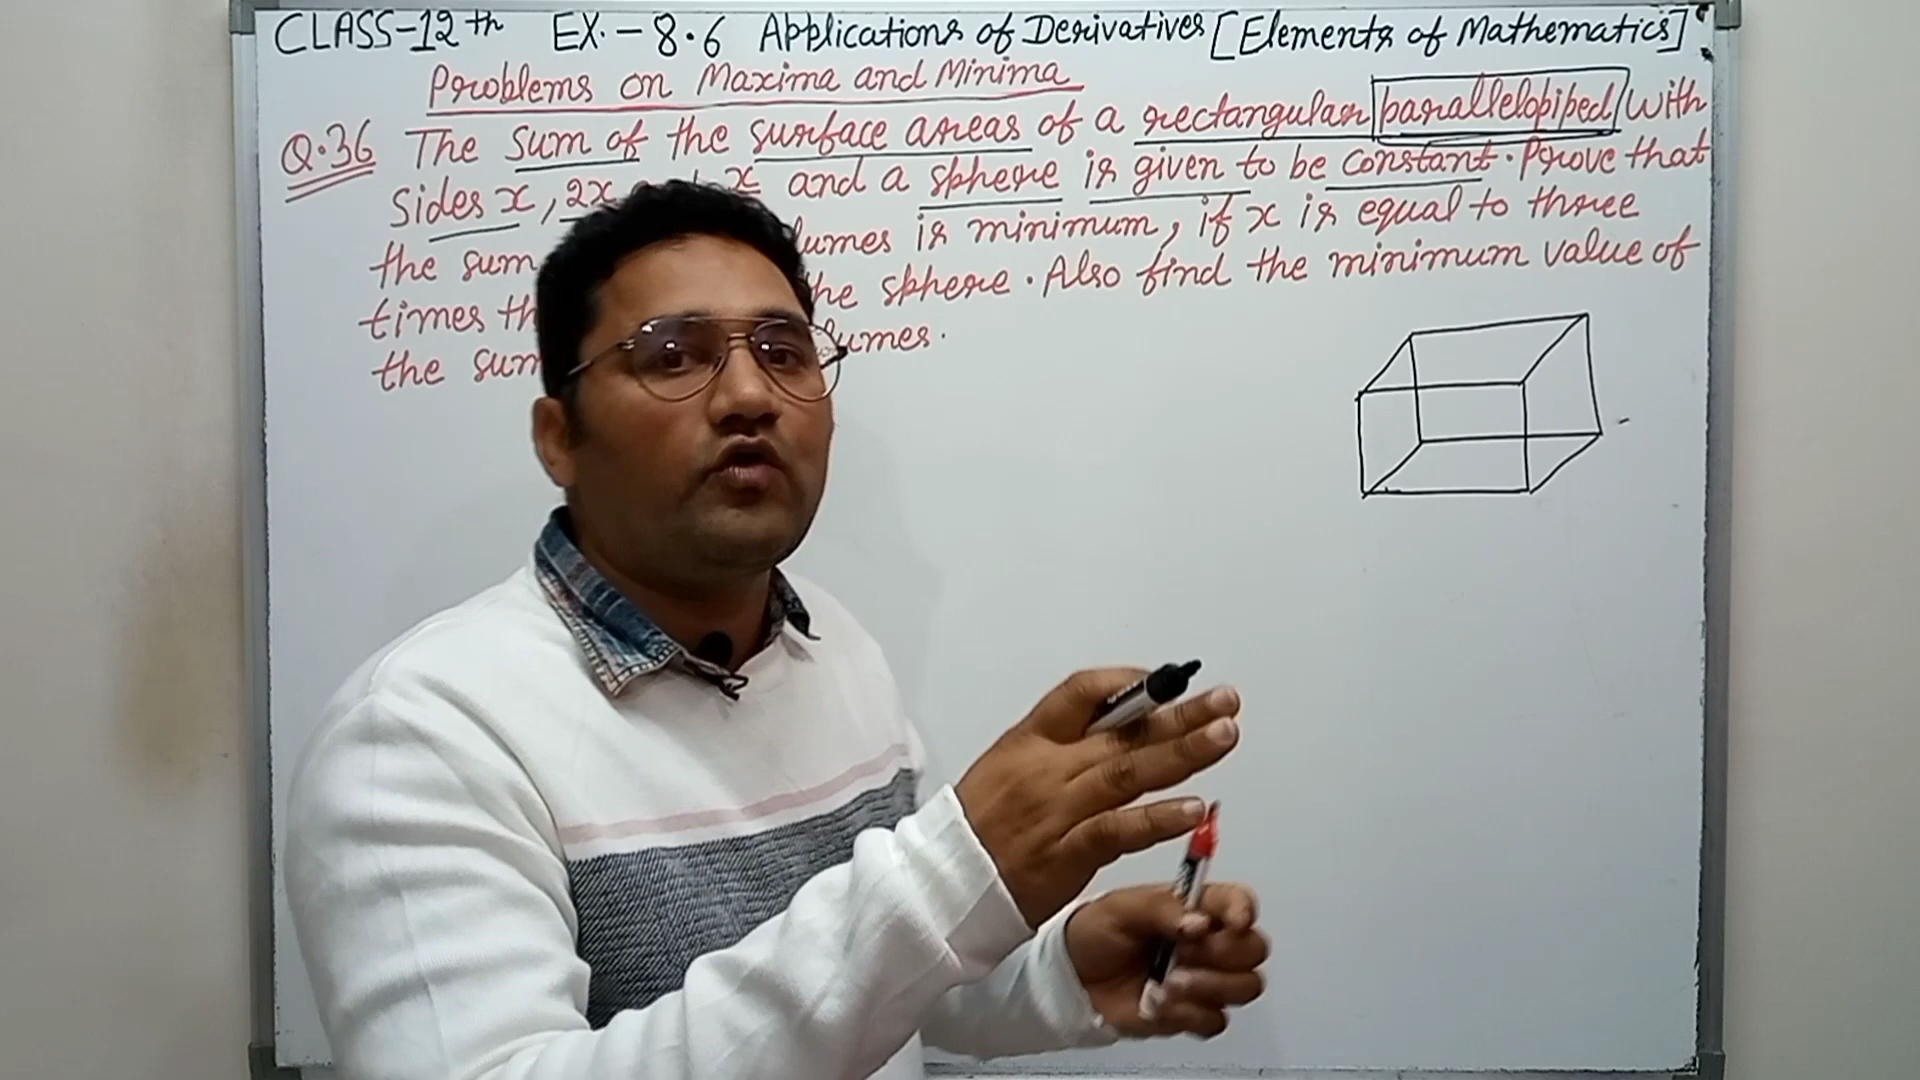 CLASS-12th EX.-8.6 Applications of Derivatives [Elements of Mathematics]
Problems on Maxima and Minima
Q.36 The sum of the surface areas of a rectangular parallelopiped with
sides x, 2x and a sphere is given to be constant. Prove that
the sum is minimum, if x is equal to three
times the sphere. Also find the minimum value of
the